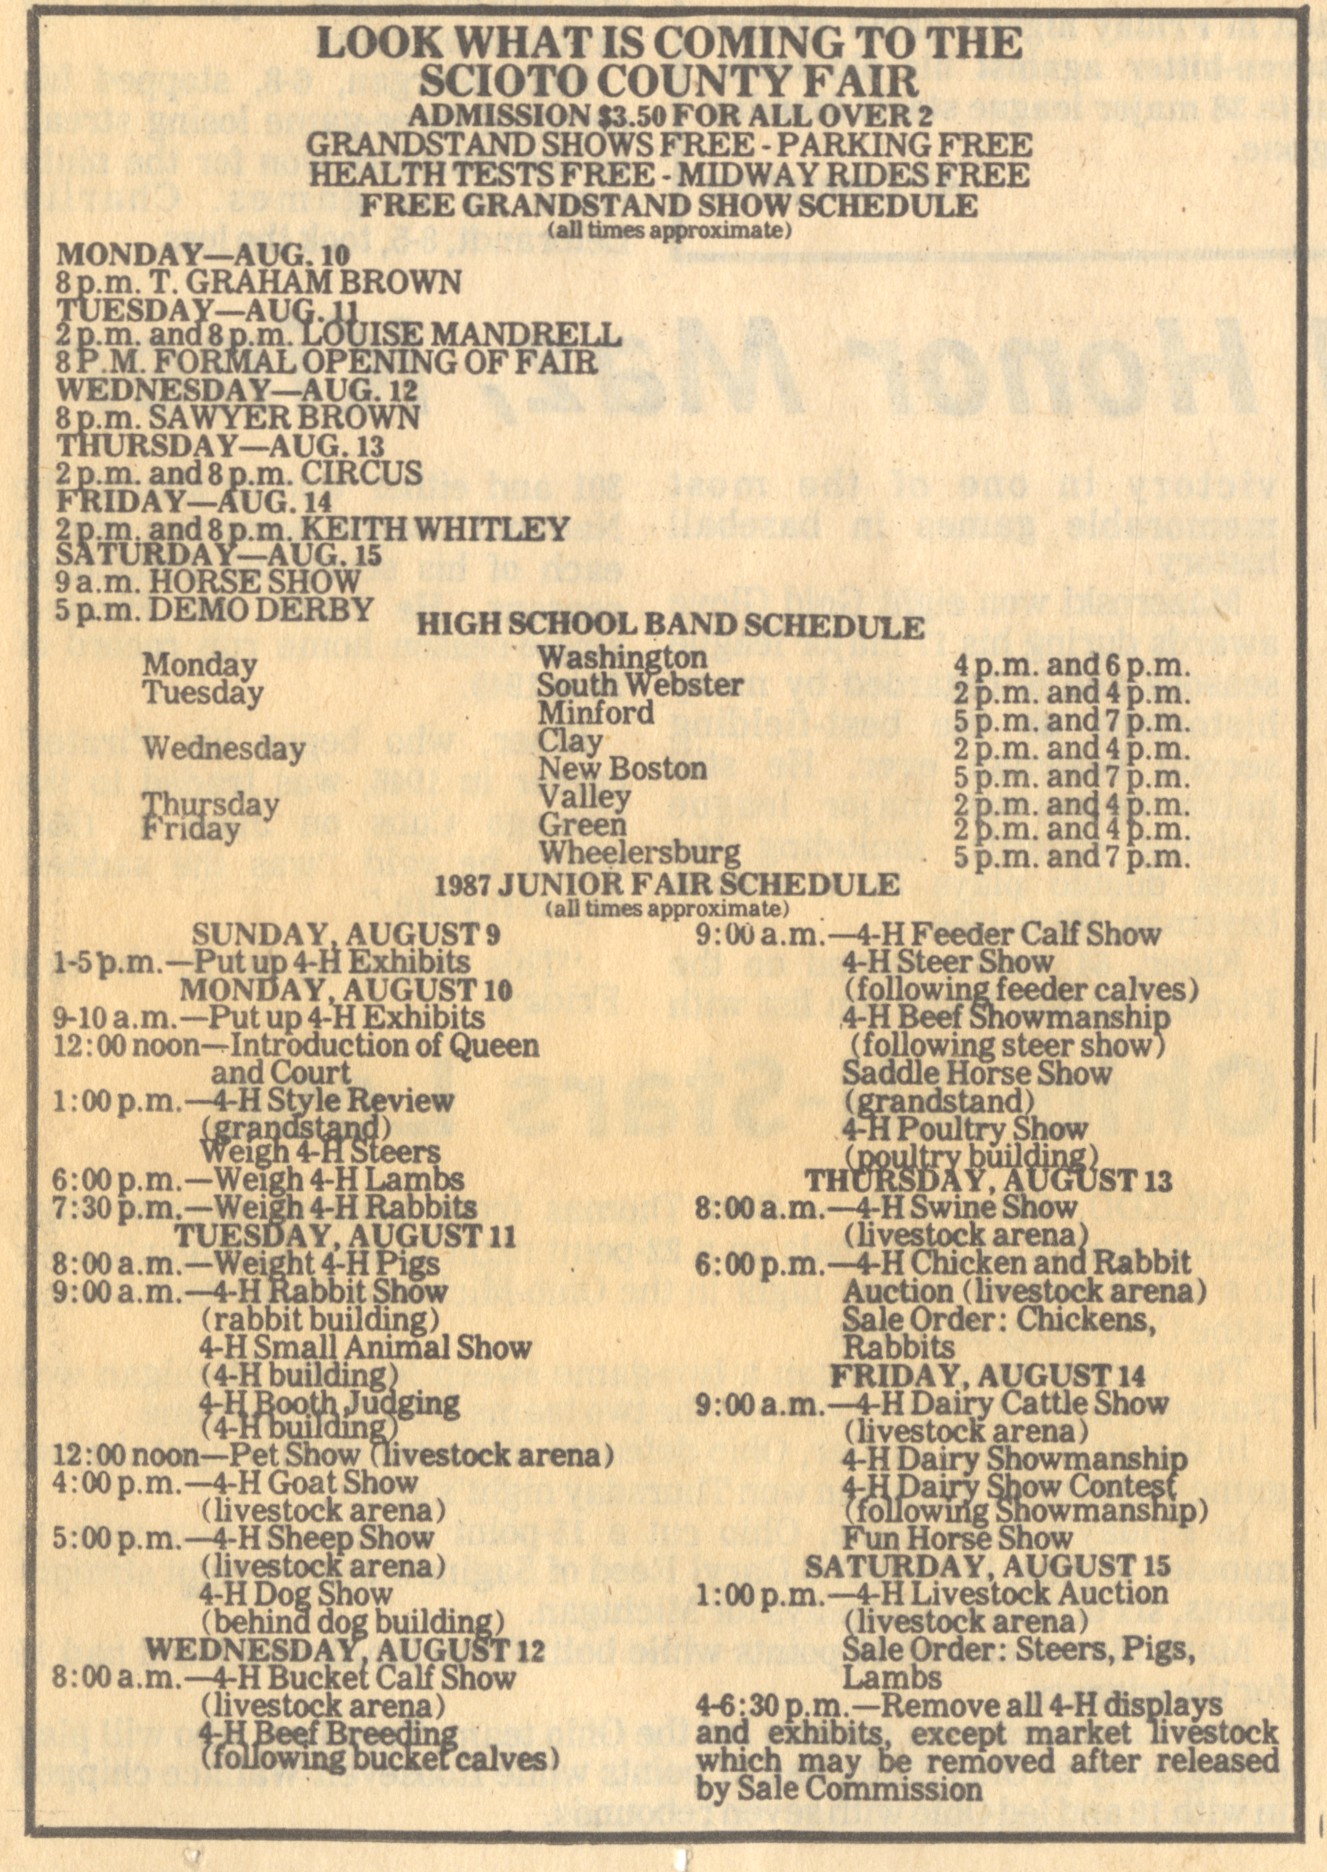 LOOK WHAT IS COMING TO THE
SCIOTO COUNTY FAIR
ADMISSION $3.50 FOR ALL OVER 2
GRANDSTAND SHOWS FREE - PARKING FREE
HEALTH TESTS FREE - MIDWAY RIDES FREE
FREE GRANDSTAND SHOW SCHEDULE
(all times approximate)
MONDAY—AUG. 10
8 p.m. T. GRAHAM BROWN
TUESDAY—AUG. 11
2 p.m. and 8 p.m. LOUISE MANDRELL
8 P.M. FORMAL OPENING OF FAIR
WEDNESDAY—AUG. 12
8 p.m. SAWYER BROWN
THURSDAY—AUG. 13
2 p.m. and 8 p.m. CIRCUS
FRIDAY—AUG. 14
2 p.m. and 8 p.m. KEITH WHITLEY
SATURDAY—AUG. 15
9 a.m. HORSE SHOW
5 p.m. DEMO DERBY
HIGH SCHOOL BAND SCHEDULE
Monday Washington 4 p.m. and 6 p.m.
Tuesday South Webster 2 p.m. and 4 p.m.
Minford 5 p.m. and 7 p.m.
Wednesday Clay 2 p.m. and 4 p.m.
New Boston 5 p.m. and 7 p.m.
Thursday Valley 2 p.m. and 4 p.m.
Friday Green 2 p.m. and 4 p.m.
Wheelersburg 5 p.m. and 7 p.m.
1987 JUNIOR FAIR SCHEDULE
(all times approximate)
SUNDAY, AUGUST 9
1-5 p.m.—Put up 4-H Exhibits
MONDAY, AUGUST 10
9-10 a.m.—Put up 4-H Exhibits
12:00 noon—Introduction of Queen
and Court
1:00 p.m.—4-H Style Review
(grandstand)
Weigh 4-H Steers
6:00 p.m.—Weigh 4-H Lambs
7:30 p.m.—Weigh 4-H Rabbits
TUESDAY, AUGUST 11
8:00 a.m.—Weight 4-H Pigs
9:00 a.m.—4-H Rabbit Show
(rabbit building)
4-H Small Animal Show
(4-H building)
4-H Booth Judging
(4-H building)
12:00 noon—Pet Show (livestock arena)
4:00 p.m.—4-H Goat Show
(livestock arena)
5:00 p.m.—4-H Sheep Show
(livestock arena)
4-H Dog Show
(behind dog building)
WEDNESDAY, AUGUST 12
8:00 a.m.—4-H Bucket Calf Show
(livestock arena)
4-H Beef Breeding
(following bucket calves)
9:00 a.m.—4-H Feeder Calf Show
4-H Steer Show
(following feeder calves)
4-H Beef Showmanship
(following steer show)
Saddle Horse Show
(grandstand)
4-H Poultry Show
(poultry building)
THURSDAY, AUGUST 13
8:00 a.m.—4-H Swine Show
(livestock arena)
6:00 p.m.—4-H Chicken and Rabbit
Auction (livestock arena)
Sale Order: Chickens,
Rabbits
FRIDAY, AUGUST 14
9:00 a.m.—4-H Dairy Cattle Show
(livestock arena)
4-H Dairy Showmanship
4-H Dairy Show Contest
(following Showmanship)
Fun Horse Show
SATURDAY, AUGUST 15
1:00 p.m.—4-H Livestock Auction
(livestock arena)
Sale Order: Steers, Pigs,
Lambs
4-6:30 p.m.—Remove all 4-H displays
and exhibits, except market livestock
which may be removed after released
by Sale Commission